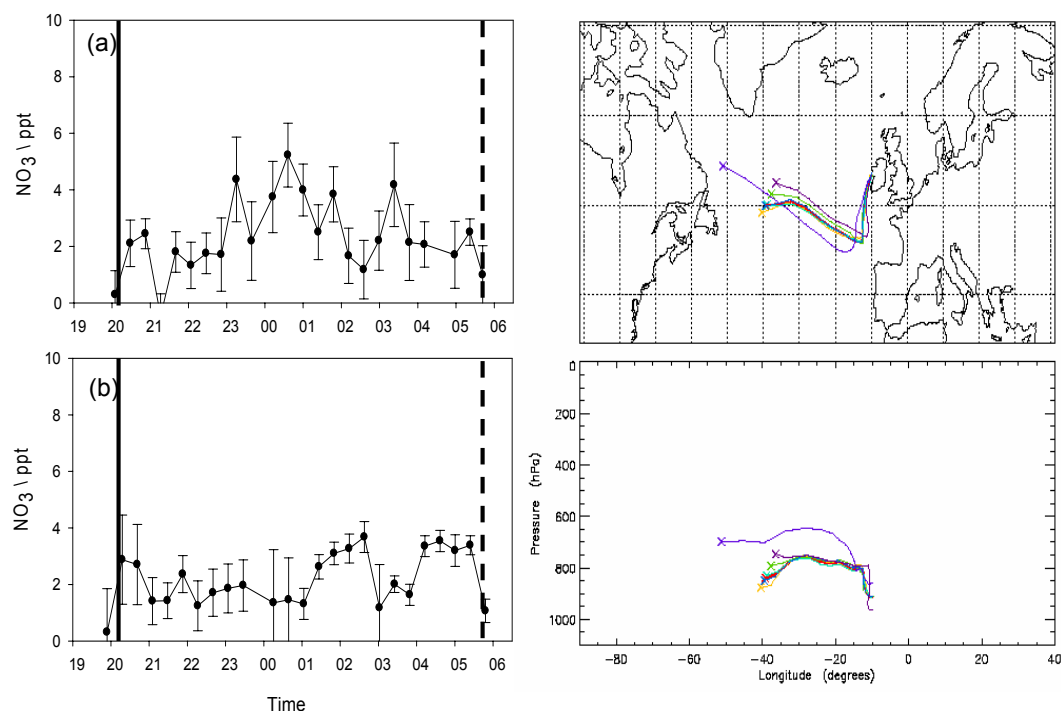 (a)
10
8
6
4
2
0
NO3 \ ppt
19 20 21 22 23 00 01 02 03 04 05 06
(b)
10
8
6
4
2
0
NO3 \ ppt
19 20 21 22 23 00 01 02 03 04 05 06
Time
0
200
400
600
800
1000
Pressure (hPa)
−80 −60 −40 −20 0 20 40
Longitude (degrees)